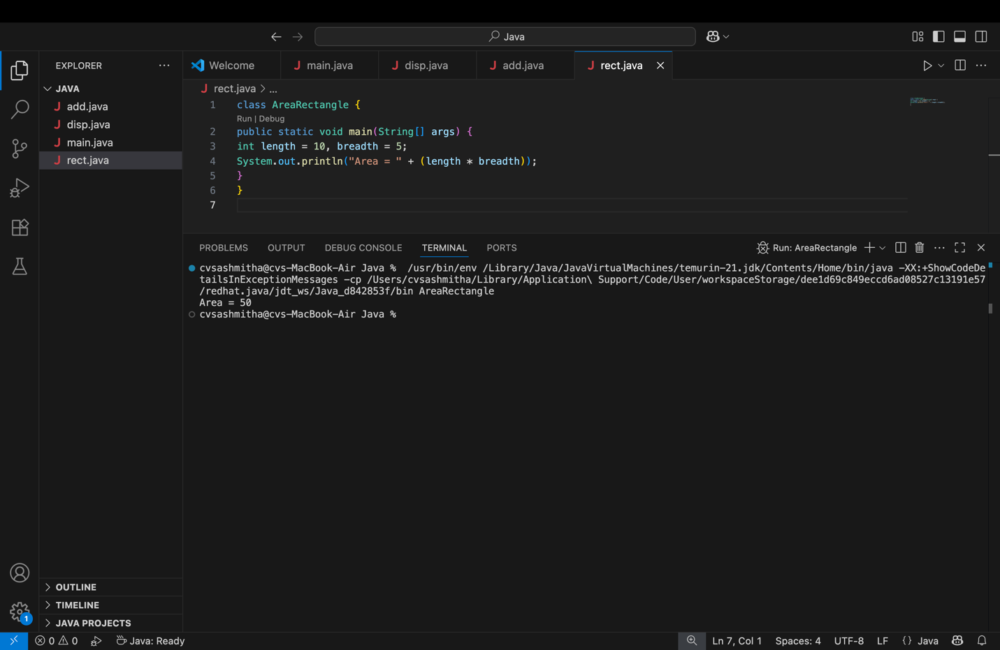 Java
EXPLORER
Welcome
main.java
disp.java
add.java
rect.java
JAVA
add.java
disp.java
main.java
rect.java
OUTLINE
TIMELINE
JAVA PROJECTS
rect.java > ...
1 class AreaRectangle {
Run | Debug
2 public static void main(String[] args) {
3 int length = 10, breadth = 5;
4 System.out.println("Area = " + (length * breadth));
5 }
6 }
7
PROBLEMS OUTPUT DEBUG CONSOLE TERMINAL PORTS Run: AreaRectangle
cvsashmitha@cvs-MacBook-Air Java % /usr/bin/env /Library/Java/JavaVirtualMachines/temurin-21.jdk/Contents/Home/bin/java -XX:+ShowCodeDe
tailsInExceptionMessages -cp /Users/cvsashmitha/Library/Application\ Support/Code/User/workspaceStorage/dee1d69c849eccd6ad08527c13191e57
/redhat.java/jdt_ws/Java_d842853f/bin AreaRectangle
Area = 50
cvsashmitha@cvs-MacBook-Air Java %
1
0 0 Java: Ready Ln 7, Col 1 Spaces: 4 UTF-8 LF {} Java